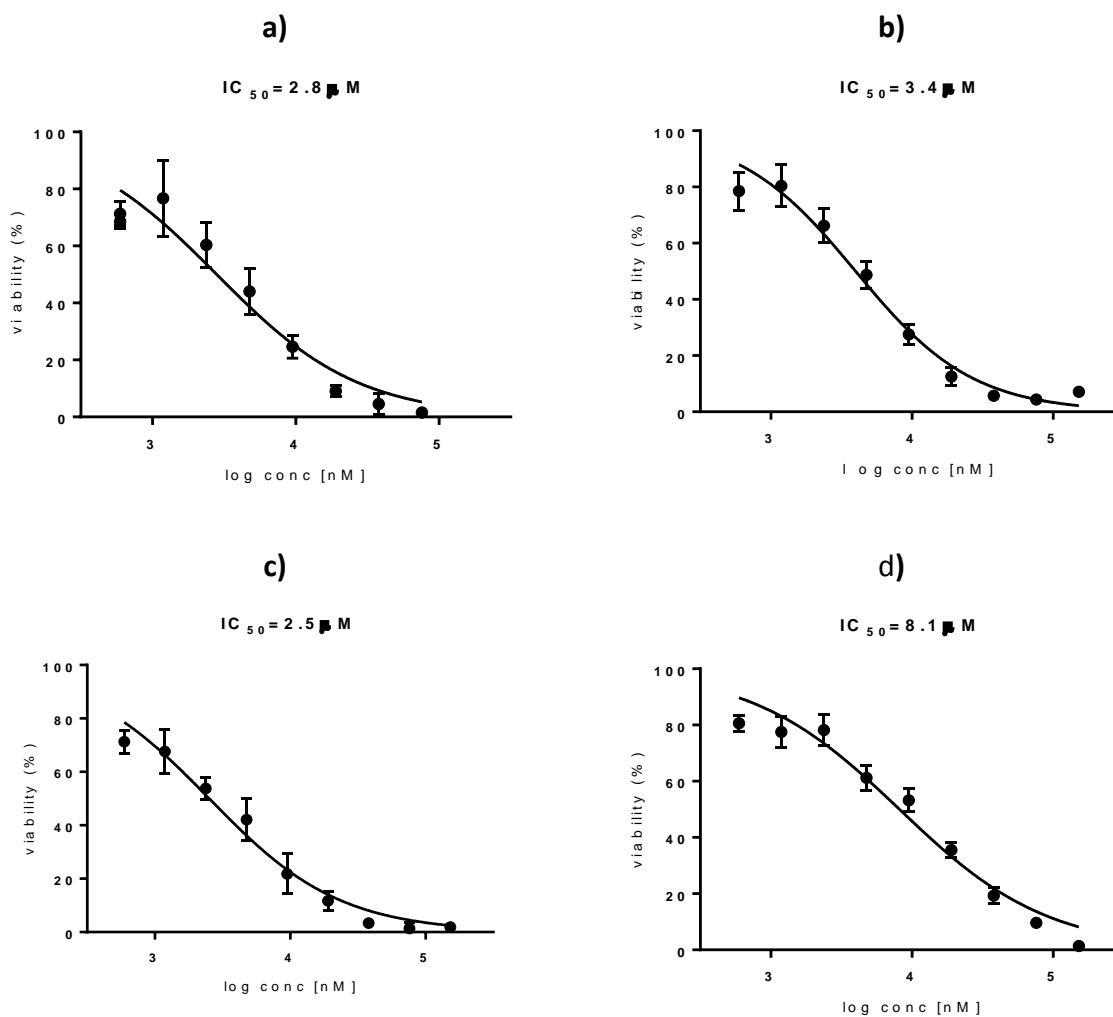 a)
IC 50 = 2.8 μ M
100
80
60
40
20
0
viability (%)
3 4 5
log conc [nM]
b)
IC 50 = 3.4 μ M
100
80
60
40
20
0
viability (%)
3 4 5
l og conc [nM]
c)
IC 50 = 2.5 μ M
100
80
60
40
20
0
viability (%)
3 4 5
log conc [nM]
d)
IC 50 = 8.1 μ M
100
80
60
40
20
0
viability (%)
3 4 5
log conc [nM]